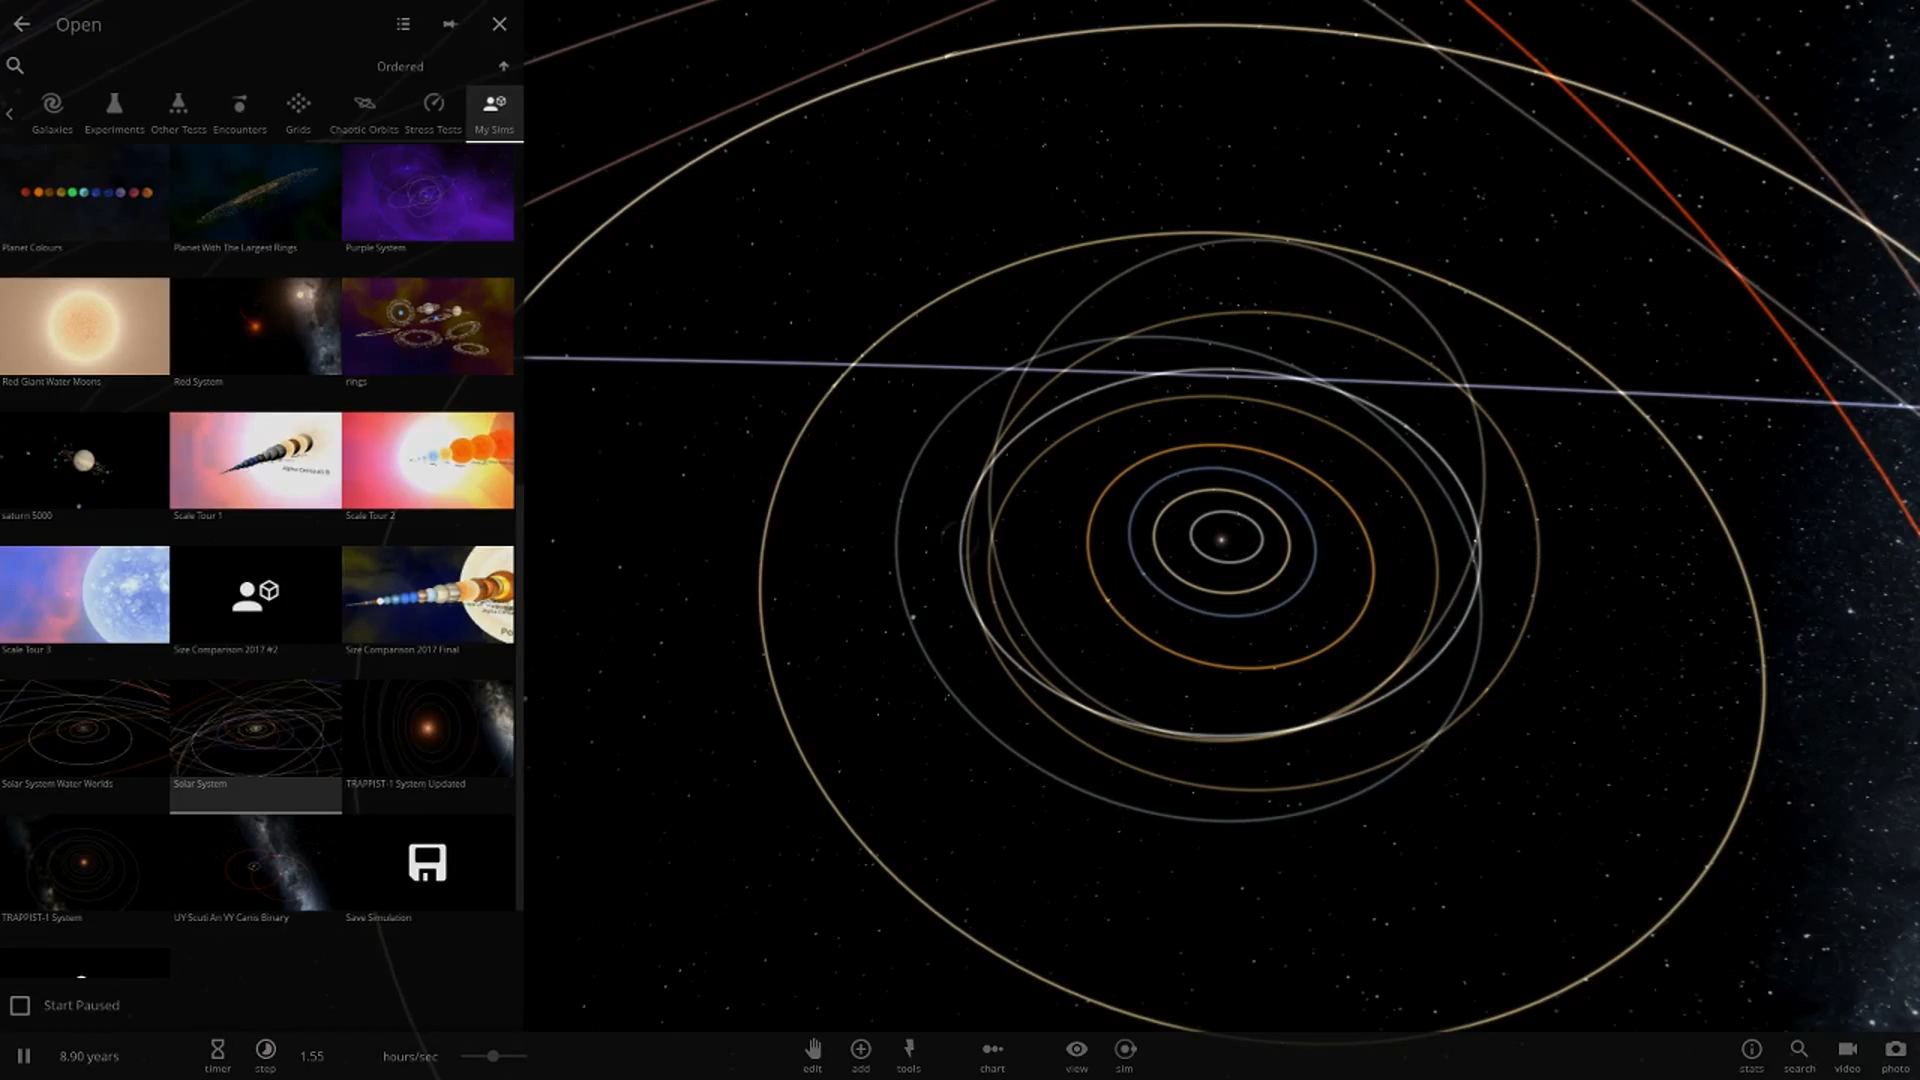 Open
Ordered
Galaxies
Experiments
Other Tests
Encounters
Grids
Chaotic Orbits
Stress Tests
My Sims
Planet Colours
Planet With The Largest Rings
Purple System
Red Giant Water Moons
Red System
rings
Alpha Centauri B
saturn 5000
Scale Tour 1
Scale Tour 2
Po
Scale Tour 3
Size Comparison 2017 #2
Size Comparison 2017 Final
Solar System Water Worlds
Solar System
TRAPPIST-1 System Updated
TRAPPIST-1 System
UY Scuti An VY Canis Binary
Save Simulation
Start Paused
8.90 years
timer
step
1.55
hours/sec
edit
add
tools
chart
view
sim
stats
search
video
photo